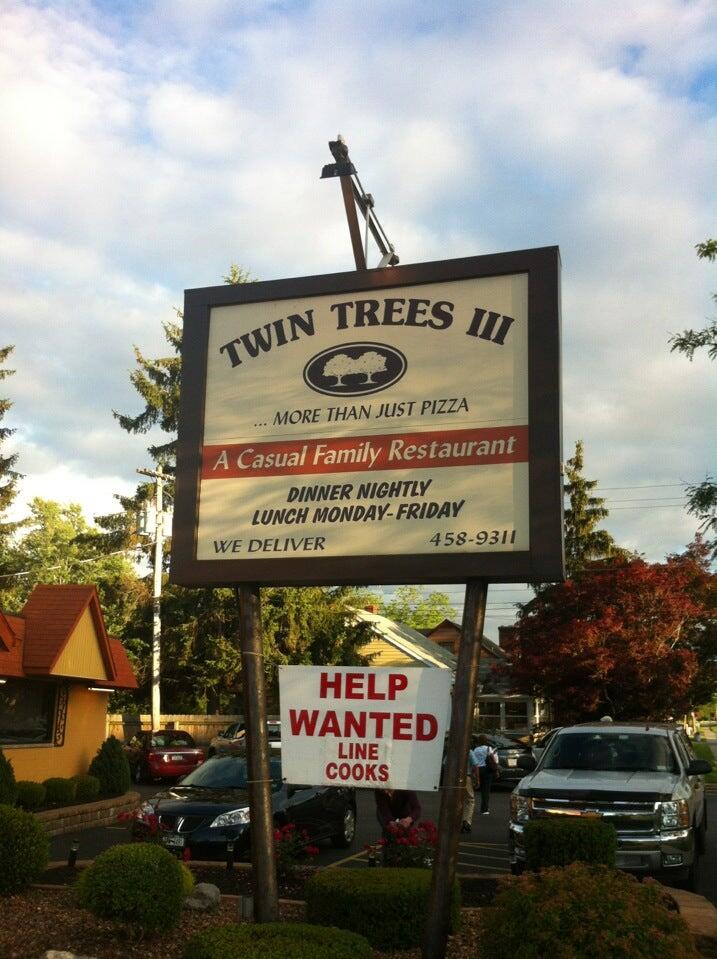 TWIN TREES III
... MORE THAN JUST PIZZA
A Casual Family Restaurant
DINNER NIGHTLY
LUNCH MONDAY-FRIDAY
WE DELIVER 458-9311
HELP
WANTED
LINE
COOKS